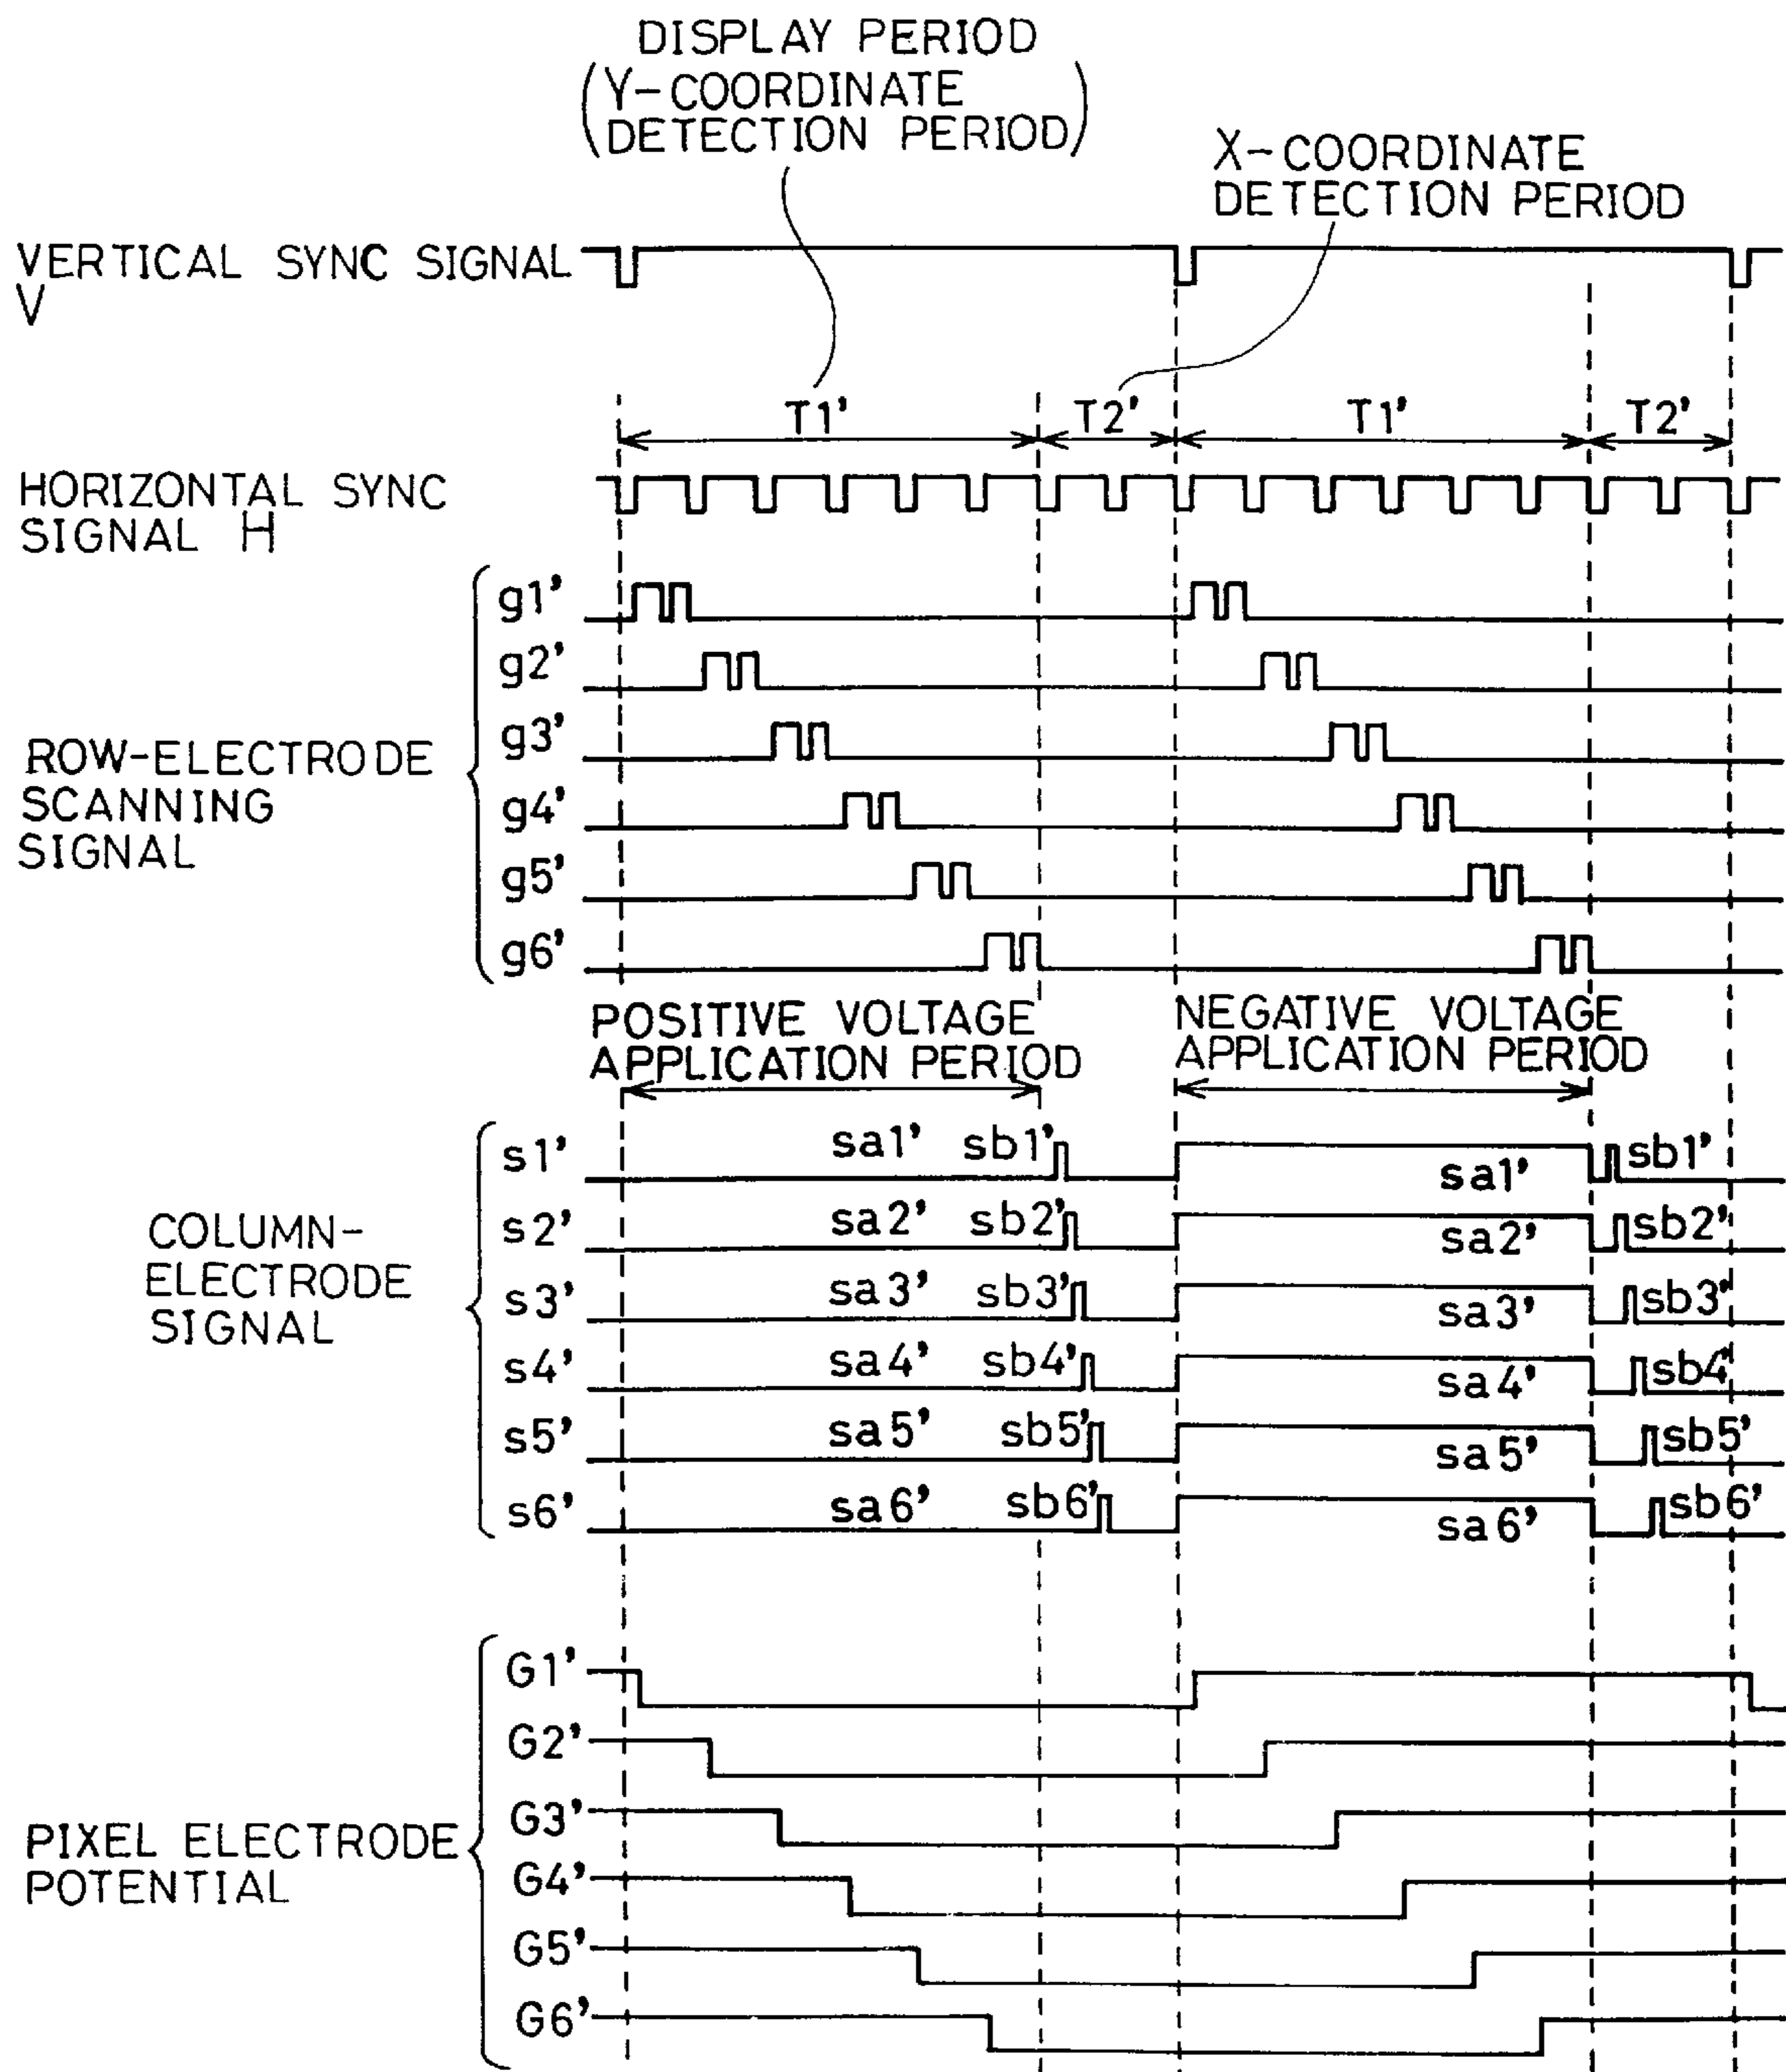 DISPLAY PERIOD
(Y-COORDINATE
DETECTION PERIOD)
X-COORDINATE
DETECTION PERIOD
VERTICAL SYNC SIGNAL
V
T1' T2' T1' T2'
HORIZONTAL SYNC
SIGNAL H
g1'
g2'
g3'
ROW-ELECTRODE
SCANNING
SIGNAL
g4'
g5'
g6'
POSITIVE VOLTAGE
APPLICATION PERIOD
NEGATIVE VOLTAGE
APPLICATION PERIOD
s1' sa1' sb1' sa1' sb1'
s2' sa2' sb2' sa2' sb2'
COLUMN-
ELECTRODE
SIGNAL
s3' sa3' sb3' sa3' sb3'
s4' sa4' sb4' sa4' sb4'
s5' sa5' sb5' sa5' sb5'
s6' sa6' sb6' sa6' sb6'
G1'
G2'
G3'
PIXEL ELECTRODE
POTENTIAL
G4'
G5'
G6'